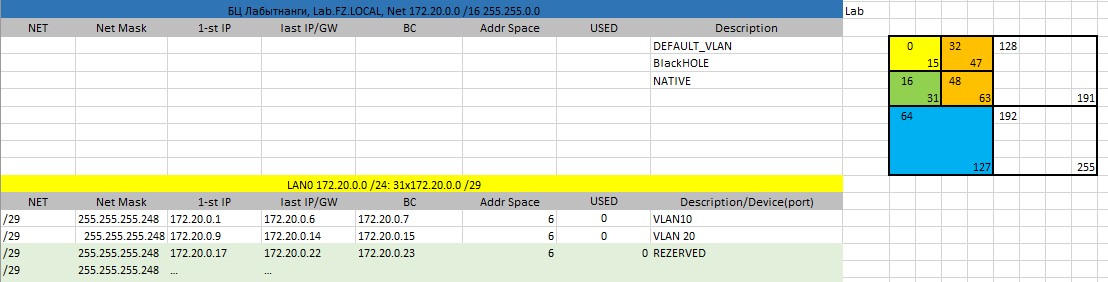 БЦ Лабытнанги, Lab.FZ.LOCAL, Net 172.20.0.0 /16 255.255.0.0 Lab
NET Net Mask 1-st IP last IP/GW BC Addr Space USED Description
DEFAULT_VLAN
BlackHOLE
NATIVE
0 32 128
15 47
16 48
31 63 191
64 192
127 255
LAN0 172.20.0.0 /24: 31x172.20.0.0 /29
NET Net Mask 1-st IP last IP/GW BC Addr Space USED Description/Device(port)
/29 255.255.255.248 172.20.0.1 172.20.0.6 172.20.0.7 6 0 VLAN10
/29 255.255.255.248 172.20.0.9 172.20.0.14 172.20.0.15 6 0 VLAN 20
/29 255.255.255.248 172.20.0.17 172.20.0.22 172.20.0.23 6 0 REZERVED
/29 255.255.255.248 ... ...